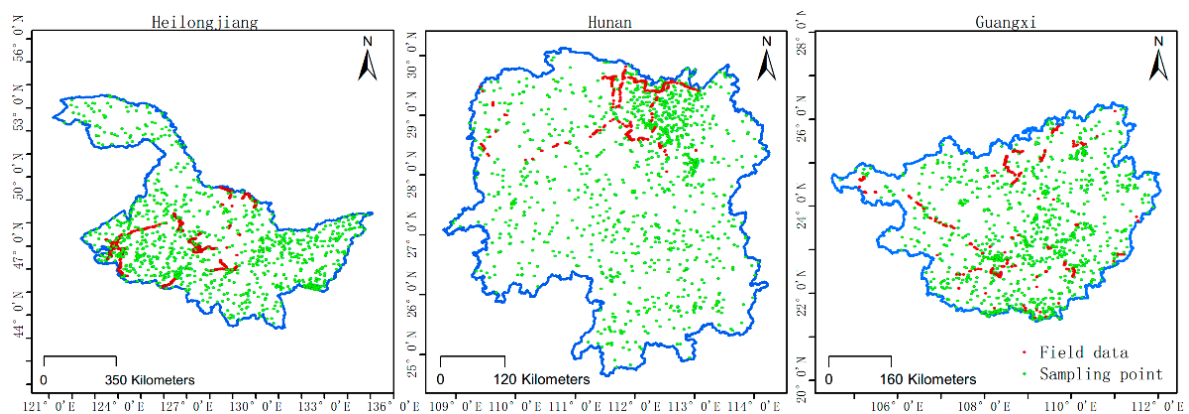 Heilongjiang
N
56° 0'N
53° 0'N
50° 0'N
47° 0'N
44° 0'N
0 350 Kilometers
121° 0'E 124° 0'E 127° 0'E 130° 0'E 133° 0'E 136° 0'E
Hunan
N
30° 0'N
29° 0'N
28° 0'N
27° 0'N
26° 0'N
25° 0'N
0 120 Kilometers
109° 0'E 110° 0'E 111° 0'E 112° 0'E 113° 0'E 114° 0'E
Guangxi
N
28° 0'N
26° 0'N
24° 0'N
22° 0'N
20° 0'N
Field data
Sampling point
0 160 Kilometers
106° 0'E 108° 0'E 110° 0'E 112° 0'E